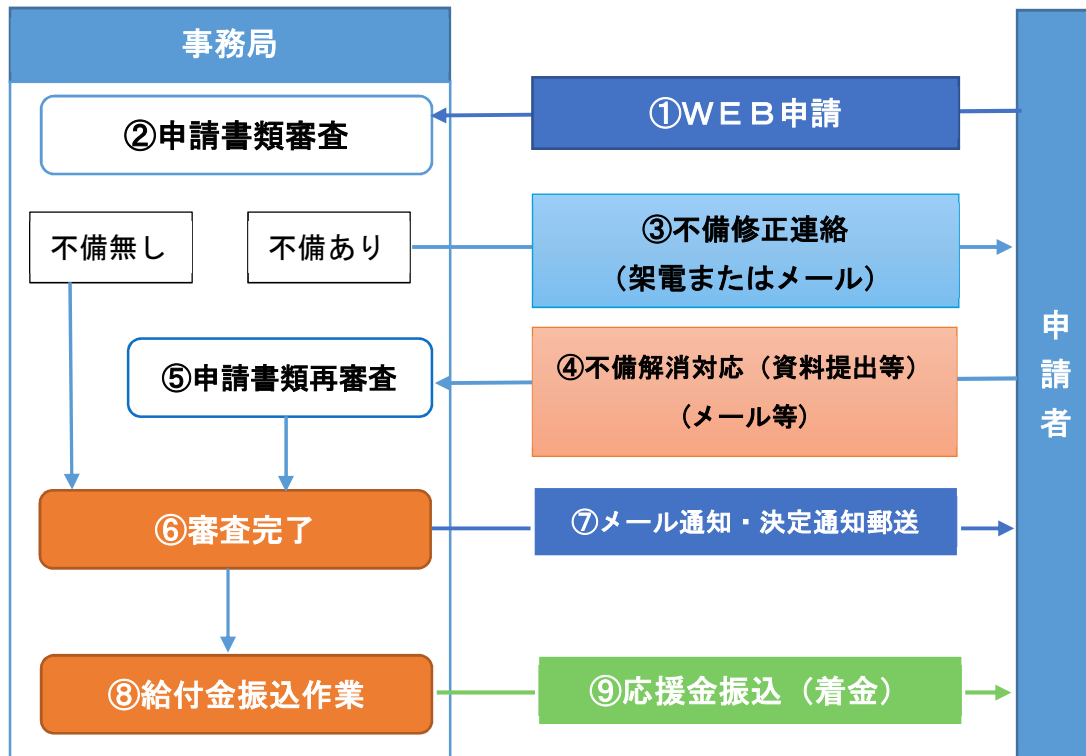 事務局
①ＷＥＢ申請
②申請書類審査
不備無し
不備あり
③不備修正連絡
（架電またはメール）
④不備解消対応（資料提出等）
（メール等）
⑤申請書類再審査
⑥審査完了
⑦メール通知・決定通知郵送
⑧給付金振込作業
⑨応援金振込（着金）
申請者